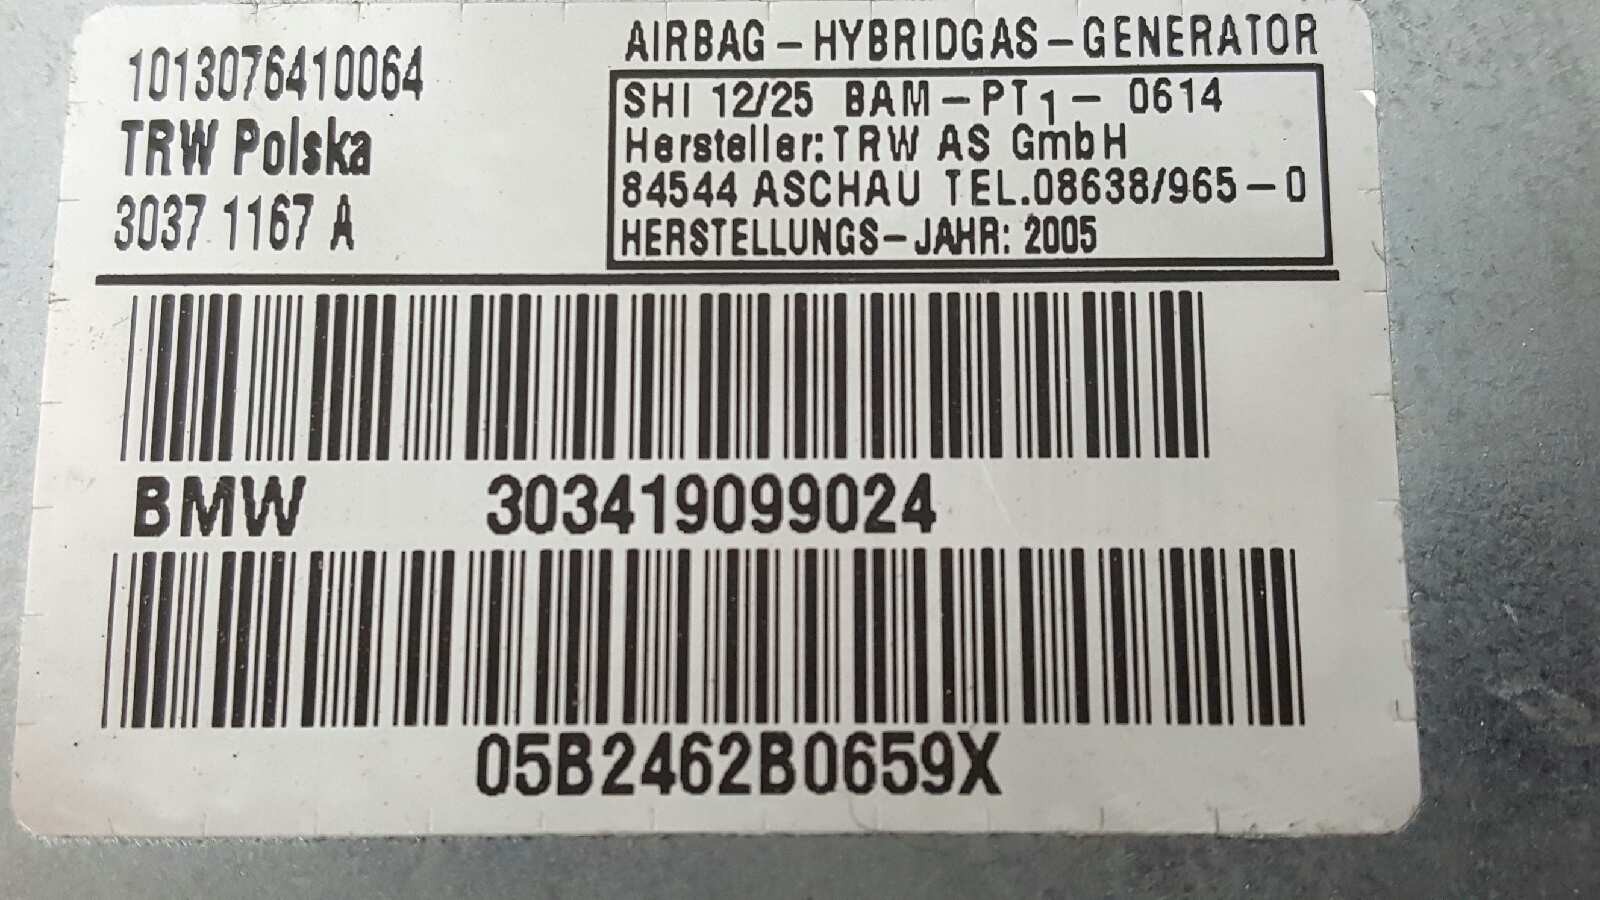 1013076410064
TRW Polska
3037 1167 A
AIRBAG-HYBRIDGAS-GENERATOR
SHI 12/25 BAM-PT1- 0614
Hersteller:TRW AS GmbH
84544 ASCHAU TEL.08638/965-0
HERSTELLUNGS-JAHR: 2005
BMW 303419099024
05B2462B0659X